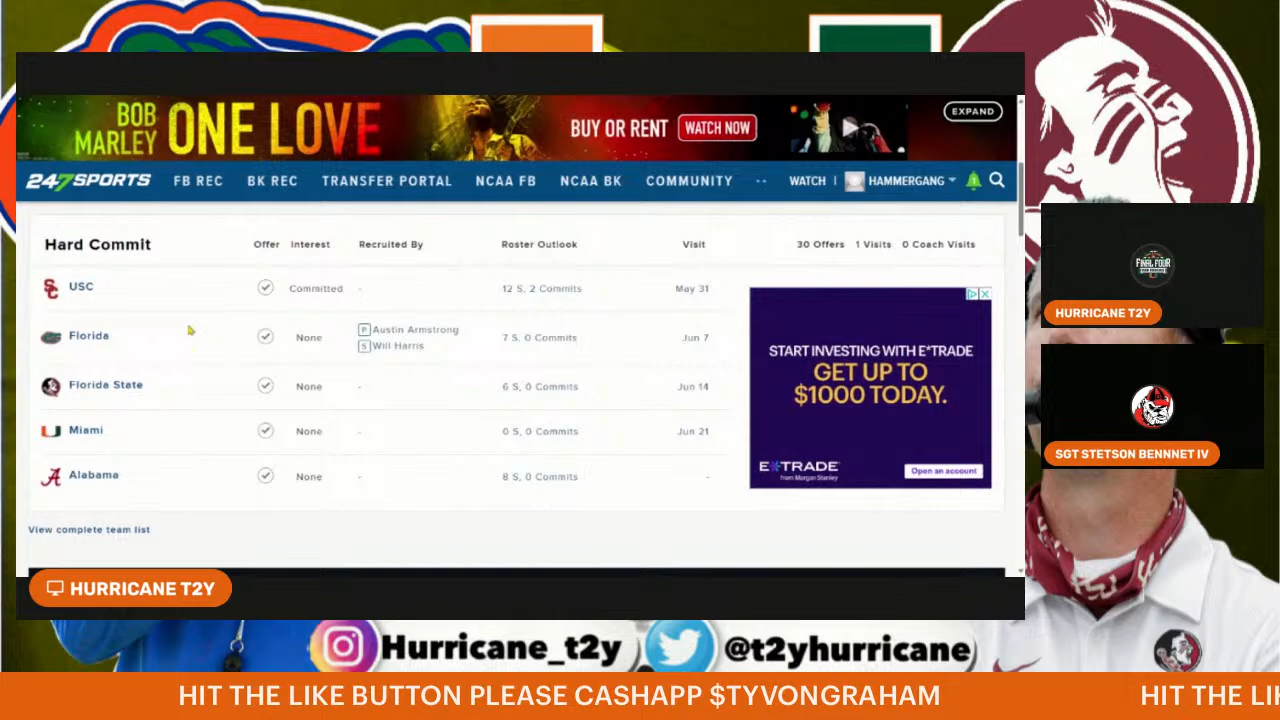 BOB
MARLEY
ONE LOVE
BUY OR RENT
WATCH NOW
EXPAND
247SPORTS
FB REC
BK REC
TRANSFER PORTAL
NCAA FB
NCAA BK
COMMUNITY
WATCH | HAMMERGANG
1
Hard Commit
Offer Interest Recruited By Roster Outlook Visit
30 Offers 1 Visits 0 Coach Visits
USC Committed - 12 S, 2 Commits May 31
Florida None P Austin Armstrong
S Will Harris
7 S, 0 Commits Jun 7
Florida State None - 6 S, 0 Commits Jun 14
Miami None - 0 S, 0 Commits Jun 21
Alabama None - 8 S, 0 Commits -
View complete team list
START INVESTING WITH E*TRADE
GET UP TO
$1000 TODAY.
E*TRADE
from Morgan Stanley
Open an account
FINAL FOUR
HURRICANE T2Y
SGT STETSON BENNNET IV
HURRICANE T2Y
Hurricane_t2y
@t2yhurricane
HIT THE LIKE BUTTON PLEASE CASHAPP $TYVONGRAHAM
HIT THE LI